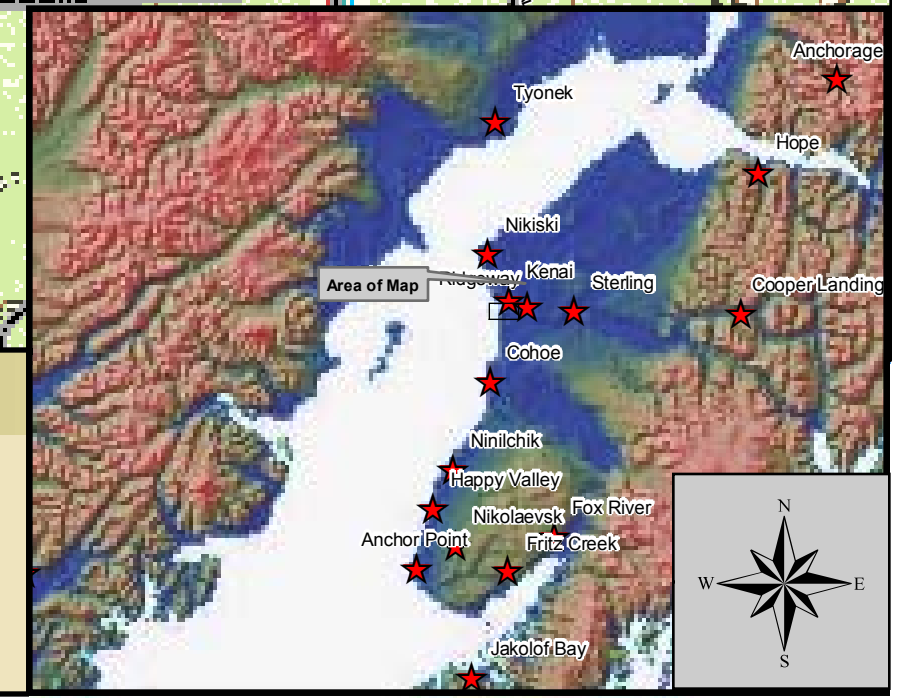 Anchorage
Tyonek
Hope
Nikiski
Ridgeway
Kenai
Sterling
Area of Map
Cooper Landing
Cohoe
Ninilchik
Happy Valley
Nikolaevsk
Fox River
Anchor Point
Fritz Creek
Jakolof Bay
N
W
E
S